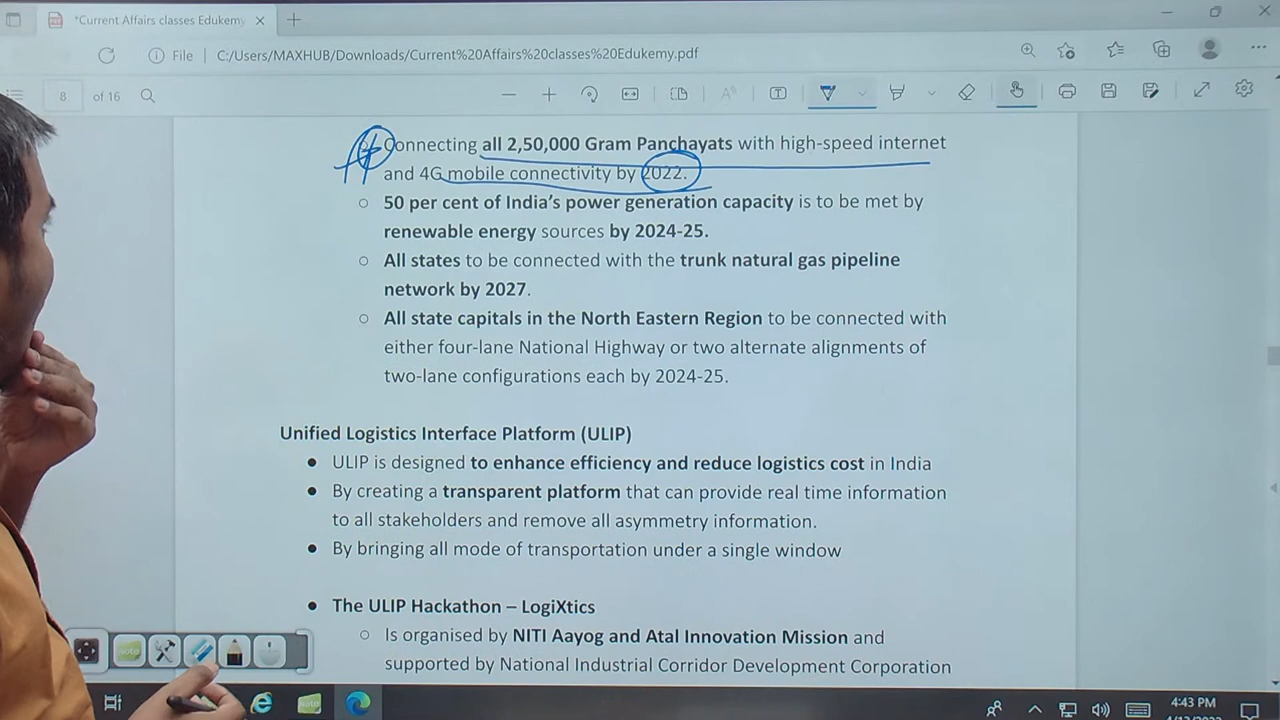 *Current Affairs classes Edukemy
File
C:/Users/MAXHUB/Downloads/Current%20Affairs%20classes%20Edukemy.pdf
8 of 16
Connecting all 2,50,000 Gram Panchayats with high-speed internet
and 4G mobile connectivity by 2022.
○ 50 per cent of India's power generation capacity is to be met by
renewable energy sources by 2024-25.
○ All states to be connected with the trunk natural gas pipeline
network by 2027.
○ All state capitals in the North Eastern Region to be connected with
either four-lane National Highway or two alternate alignments of
two-lane configurations each by 2024-25.
Unified Logistics Interface Platform (ULIP)
● ULIP is designed to enhance efficiency and reduce logistics cost in India
● By creating a transparent platform that can provide real time information
to all stakeholders and remove all asymmetry information.
● By bringing all mode of transportation under a single window
● The ULIP Hackathon – LogiXtics
○ Is organised by NITI Aayog and Atal Innovation Mission and
supported by National Industrial Corridor Development Corporation
note
note
4:43 PM